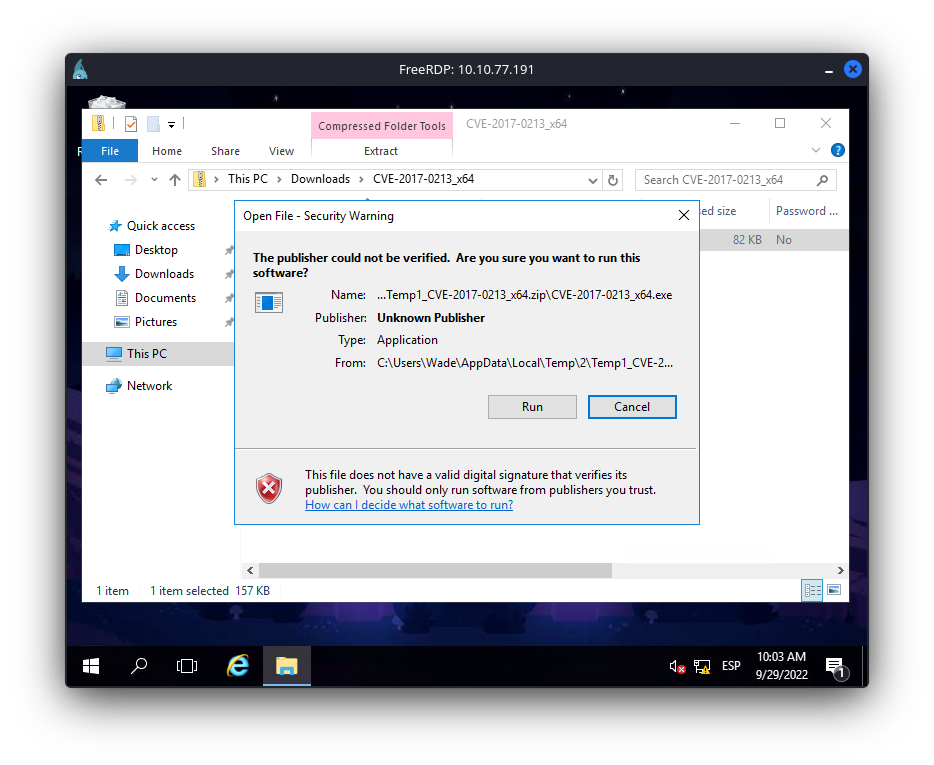 FreeRDP: 10.10.77.191
Compressed Folder Tools
CVE-2017-0213_x64
File
Home
Share
View
Extract
This PC > Downloads > CVE-2017-0213_x64
Search CVE-2017-0213_x64
Quick access
Desktop
Downloads
Documents
Pictures
This PC
Network
sed size
Password ...
82 KB
No
Open File - Security Warning
The publisher could not be verified.  Are you sure you want to run this
software?
Name: ...Temp1_CVE-2017-0213_x64.zip\CVE-2017-0213_x64.exe
Publisher: Unknown Publisher
Type: Application
From: C:\Users\Wade\AppData\Local\Temp\2\Temp1_CVE-2...
Run
Cancel
This file does not have a valid digital signature that verifies its
publisher.  You should only run software from publishers you trust.
How can I decide what software to run?
1 item
1 item selected 157 KB
ESP
10:03 AM
9/29/2022
1